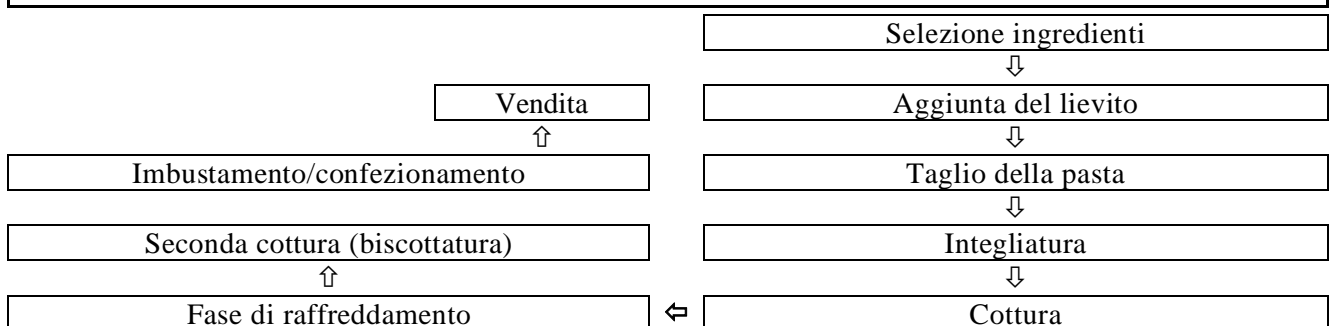 Selezione ingredienti
⇩
Vendita
Aggiunta del lievito
⇧
⇩
Imbustamento/confezionamento
Taglio della pasta
⇩
Seconda cottura (biscottatura)
Integliatura
⇧
⇩
Fase di raffreddamento
⇦
Cottura